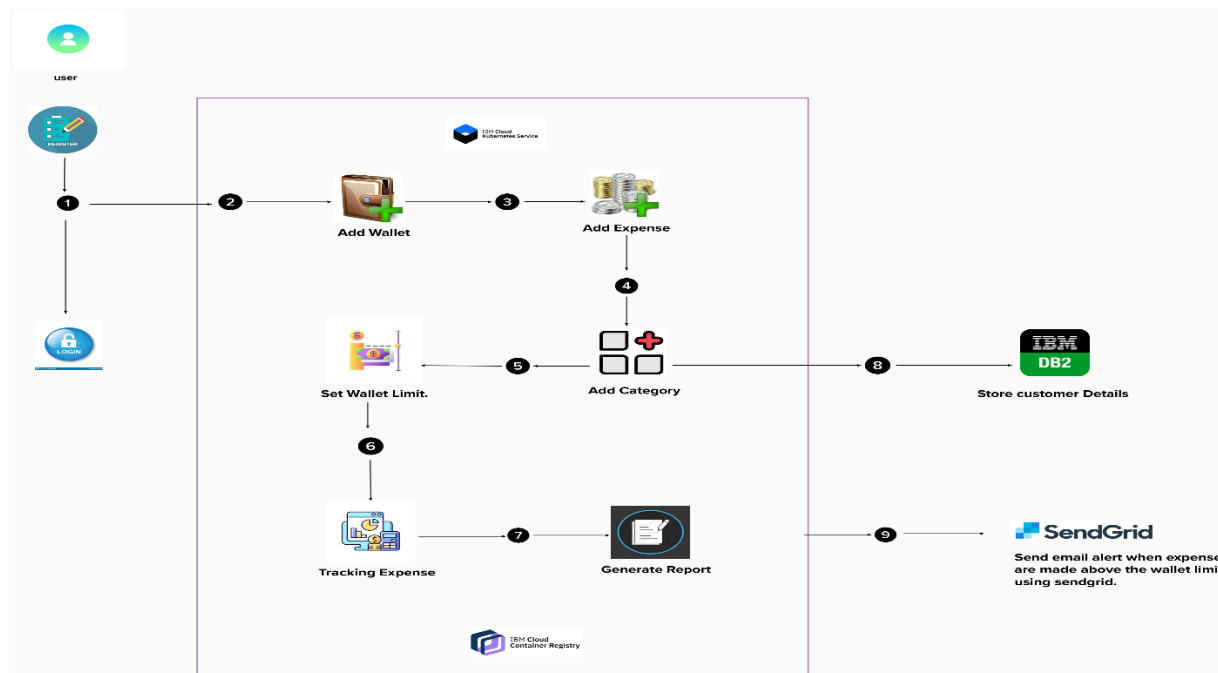 user
REGISTER
IBM Cloud
Kubernetes Service
1
2
3
Add Wallet
Add Expense
4
LOGIN
5
8
IBM
DB2
Set Wallet Limit.
Add Category
Store customer Details
6
7
9
SendGrid
Tracking Expense
Generate Report
Send email alert when expense
are made above the wallet limi
using sendgrid.
IBM Cloud
Container Registry